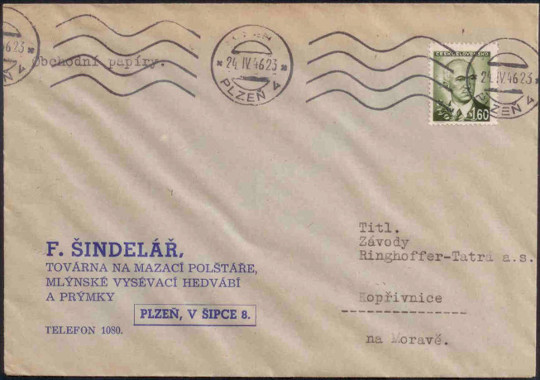 Obchodní papíry.
24.IV.46 23
PLZEŇ 4
ČESKOSLOVENSKO
1.60
F. ŠINDELÁŘ,
TOVÁRNA NA MAZACÍ POLŠTÁŘE,
MLÝNSKÉ VYSÉVACÍ HEDVÁBÍ
A PRÝMKY
PLZEŇ, V ŠIPCE 8.
TELEFON 1080.
Titl.
Závody
Ringhoffer-Tatra a.s.
Kopřivnice
na Moravě.